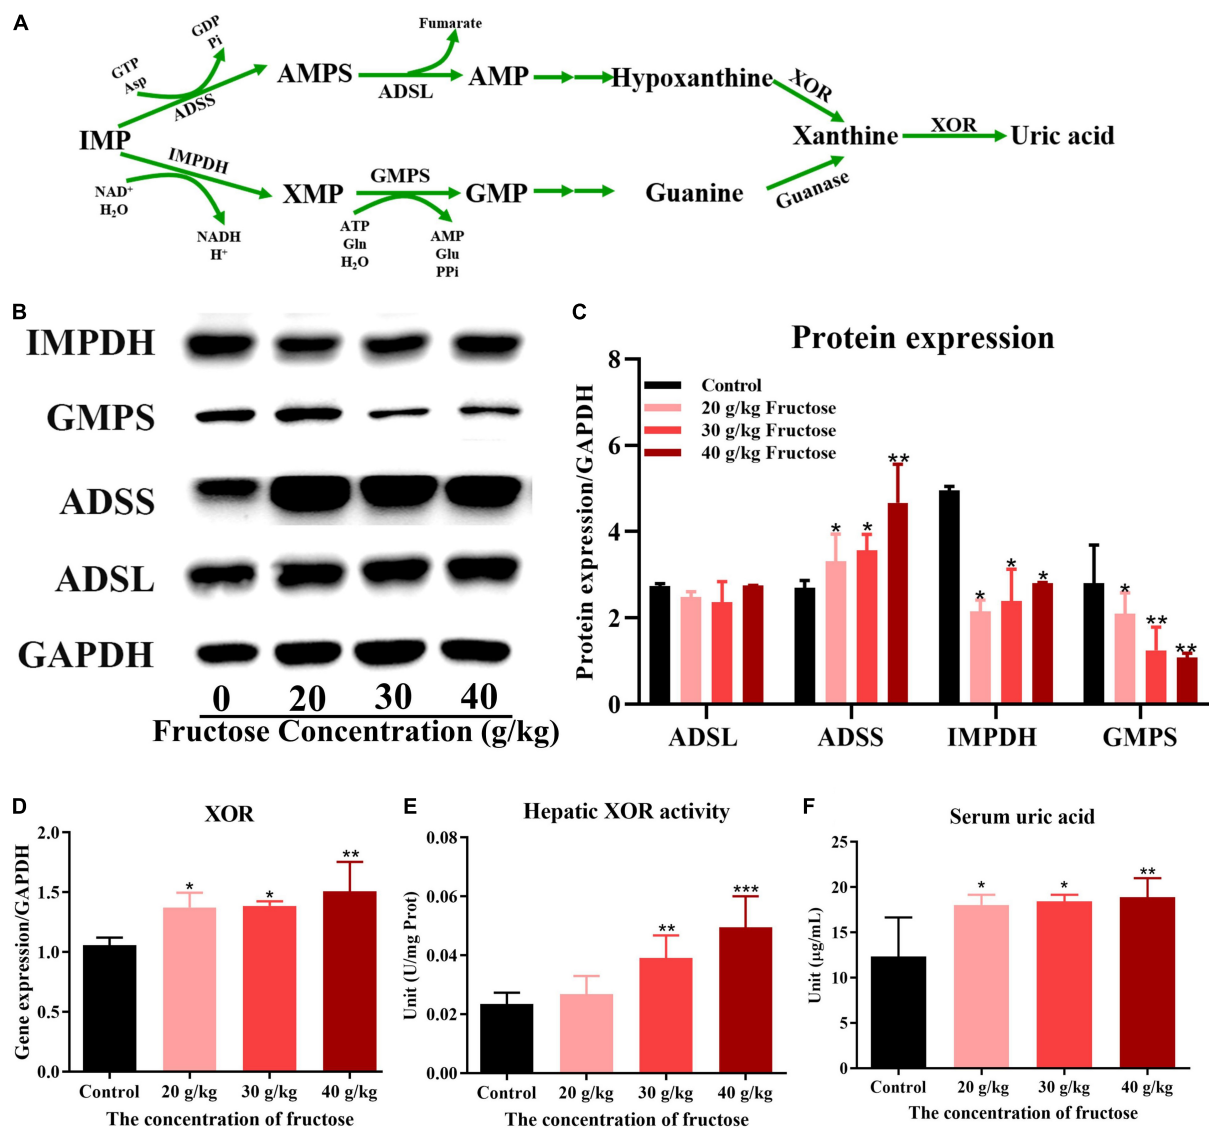 A
GTP
Asp
GDP
Pi
ADSS
AMPS
Fumarate
ADSL
AMP
Hypoxanthine
XOR
IMP
Xanthine
XOR
Uric acid
IMPDH
NAD⁺
H₂O
NADH
H⁺
XMP
GMPS
ATP
Gln
H₂O
AMP
Glu
PPi
GMP
Guanine
Guanase
B
IMPDH
GMPS
ADSS
ADSL
GAPDH
0 20 30 40
Fructose Concentration (g/kg)
C
Protein expression
Protein expression/GAPDH
8
6
4
2
0
Control
20 g/kg Fructose
30 g/kg Fructose
40 g/kg Fructose
* * **
* * *
* ** **
ADSL ADSS IMPDH GMPS
D
XOR
Gene expression/GAPDH
2.0
1.5
1.0
0.5
0.0
* * **
Control 20 g/kg 30 g/kg 40 g/kg
The concentration of fructose
E
Hepatic XOR activity
Unit (U/mg Prot)
0.08
0.06
0.04
0.02
0.00
** ***
Control 20 g/kg 30 g/kg 40 g/kg
The concentration of fructose
F
Serum uric acid
Unit (μg/mL)
25
20
15
10
5
0
* * **
Control 20 g/kg 30 g/kg 40 g/kg
The concentration of fructose